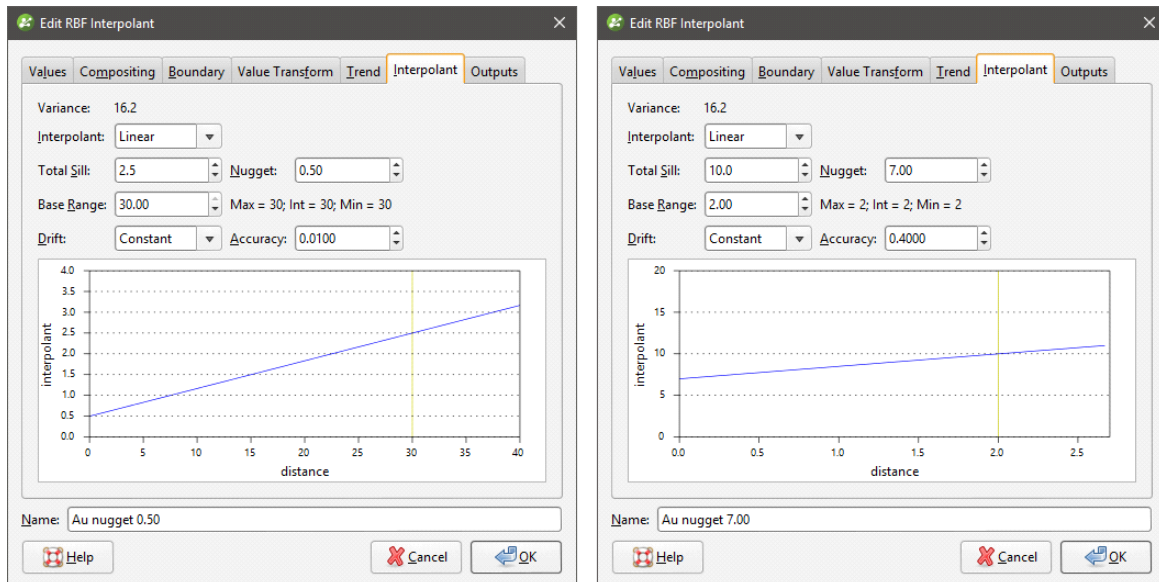 Edit RBF Interpolant
Values Compositing Boundary Value Transform Trend Interpolant Outputs
Variance: 16.2
Interpolant: Linear
Total Sill: 2.5 Nugget: 0.50
Base Range: 30.00 Max = 30; Int = 30; Min = 30
Drift: Constant Accuracy: 0.0100
4.0
3.5
3.0
2.5
2.0
1.5
1.0
0.5
0.0
interpolant
0 5 10 15 20 25 30 35 40
distance
Name: Au nugget 0.50
Help Cancel OK
Edit RBF Interpolant
Values Compositing Boundary Value Transform Trend Interpolant Outputs
Variance: 16.2
Interpolant: Linear
Total Sill: 10.0 Nugget: 7.00
Base Range: 2.00 Max = 2; Int = 2; Min = 2
Drift: Constant Accuracy: 0.4000
20
15
10
5
0
interpolant
0.0 0.5 1.0 1.5 2.0 2.5
distance
Name: Au nugget 7.00
Help Cancel OK